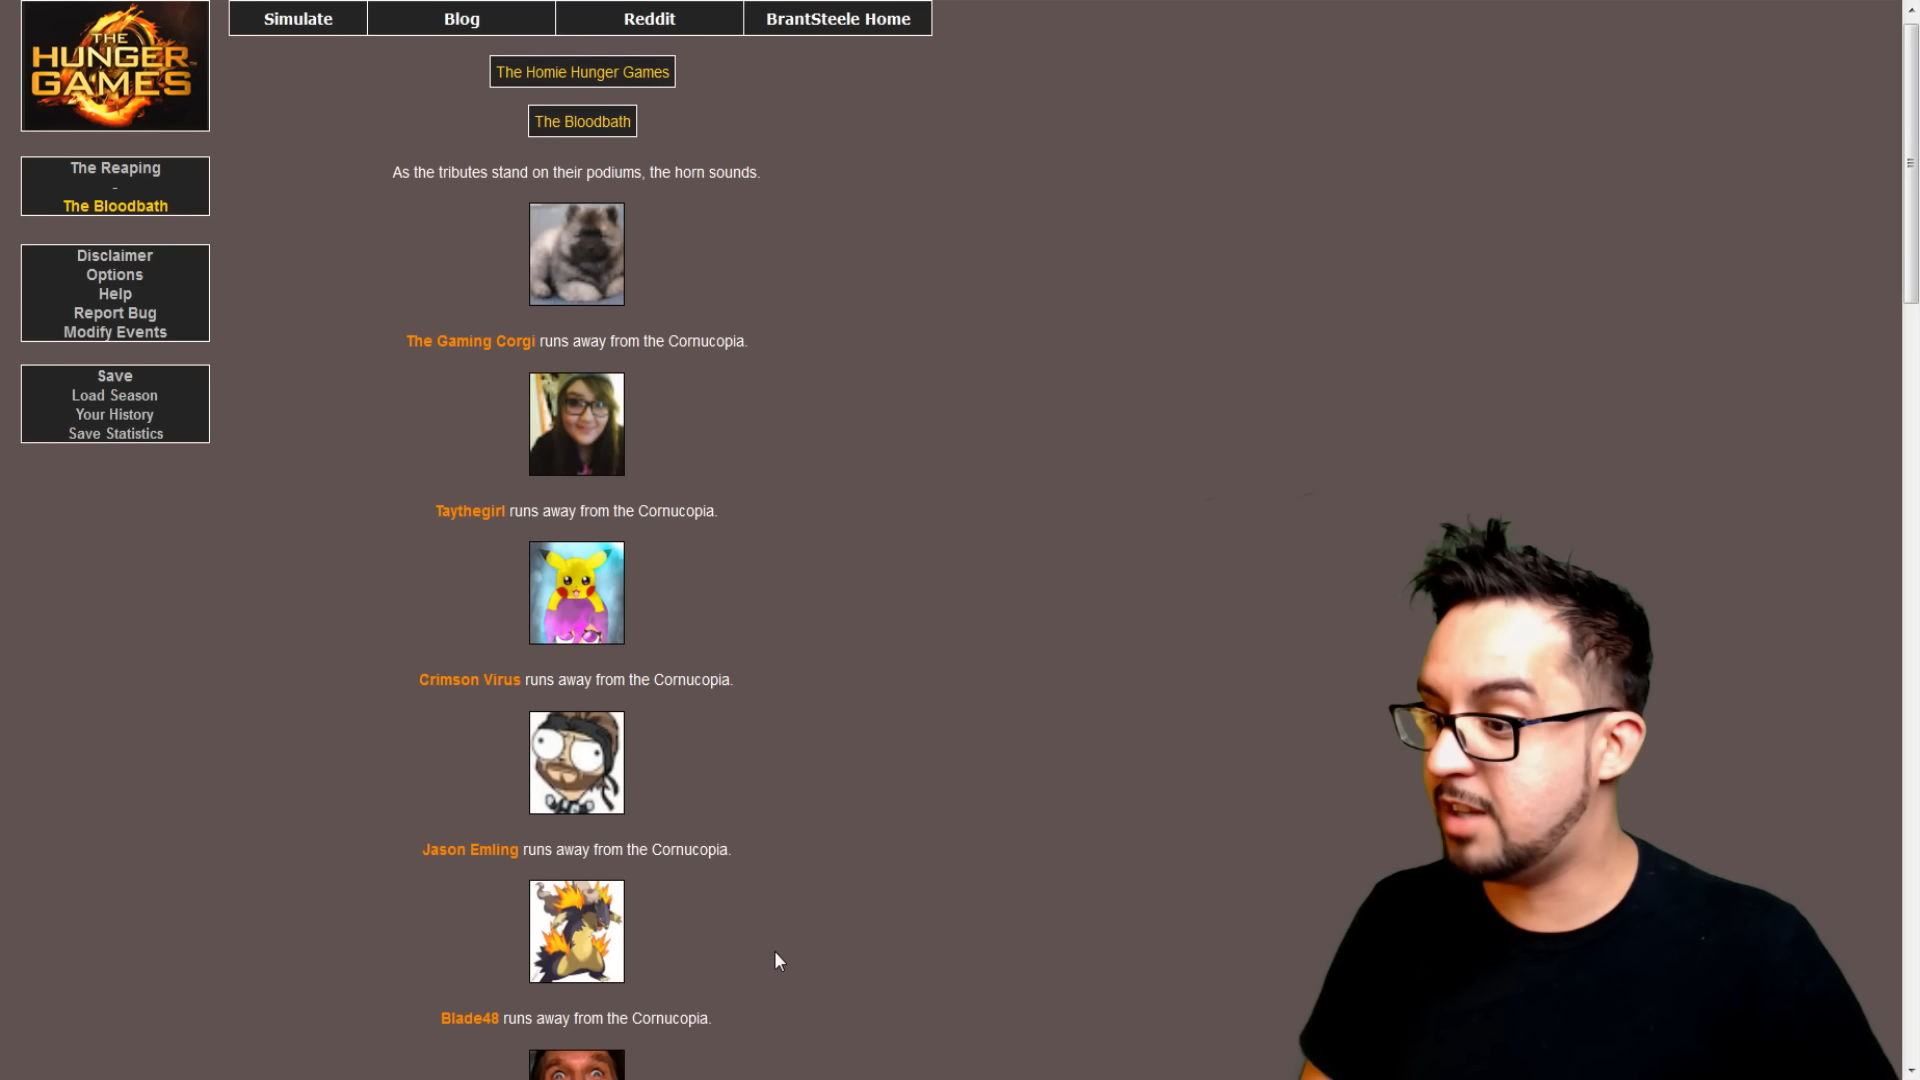 THE
HUNGER
GAMES
Simulate
Blog
Reddit
BrantSteele Home
The Reaping
-
The Bloodbath
Disclaimer
Options
Help
Report Bug
Modify Events
Save
Load Season
Your History
Save Statistics
The Homie Hunger Games
The Bloodbath
As the tributes stand on their podiums, the horn sounds.
The Gaming Corgi runs away from the Cornucopia.
Taythegirl runs away from the Cornucopia.
Crimson Virus runs away from the Cornucopia.
Jason Emling runs away from the Cornucopia.
Blade48 runs away from the Cornucopia.